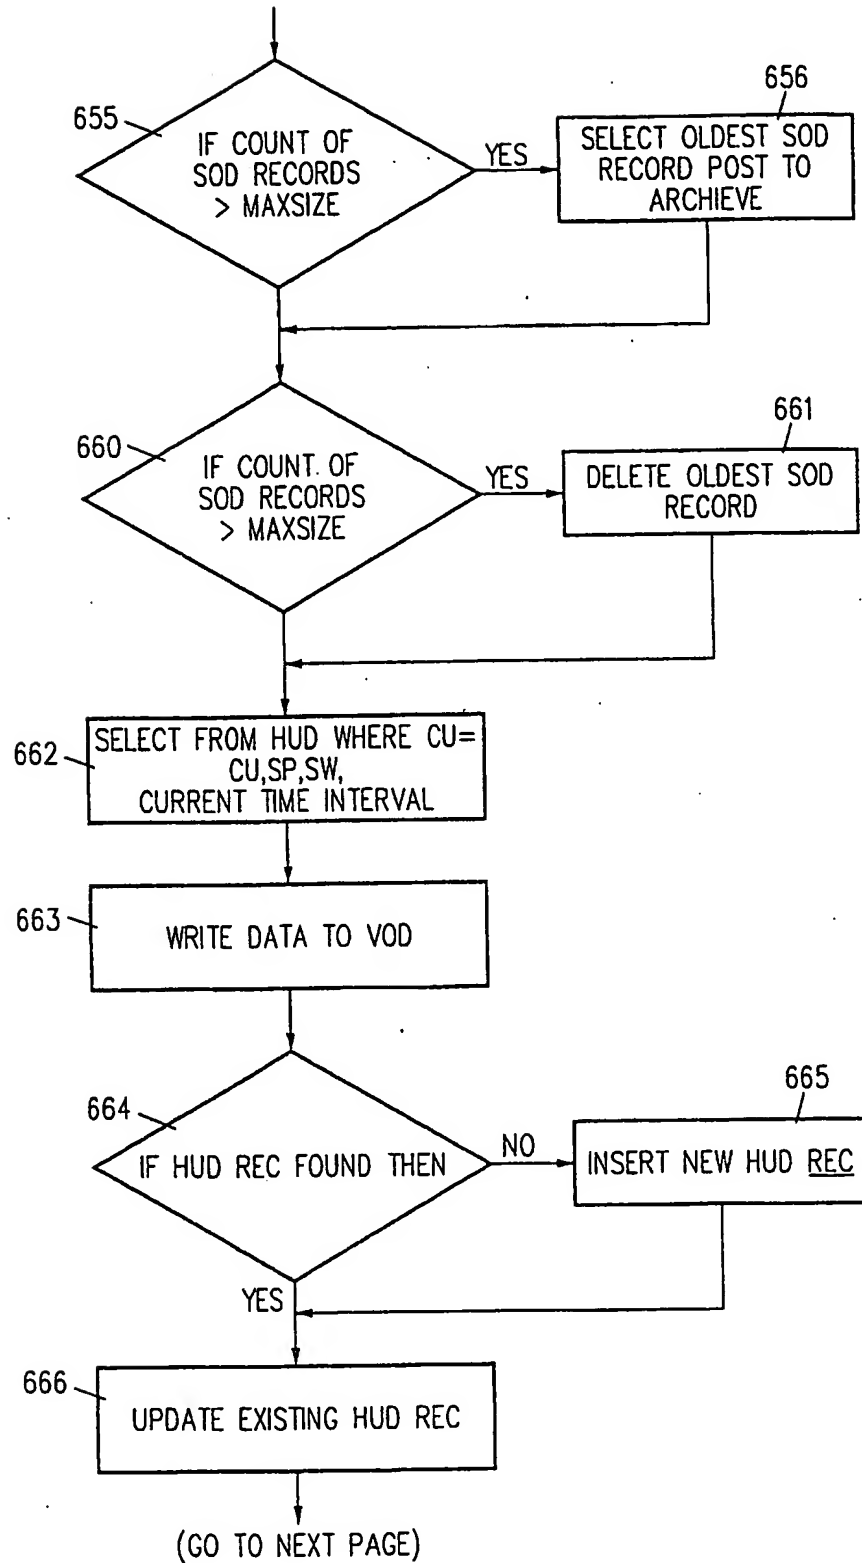 655
IF COUNT OF
SOD RECORDS
> MAXSIZE
YES
656
SELECT OLDEST SOD
RECORD POST TO
ARCHIEVE
660
IF COUNT. OF
SOD RECORDS
> MAXSIZE
YES
661
DELETE OLDEST SOD
RECORD
662
SELECT FROM HUD WHERE CU=
CU,SP,SW,
CURRENT TIME INTERVAL
663
WRITE DATA TO VOD
664
IF HUD REC FOUND THEN
NO
665
INSERT NEW HUD REC
YES
666
UPDATE EXISTING HUD REC
(GO TO NEXT PAGE)